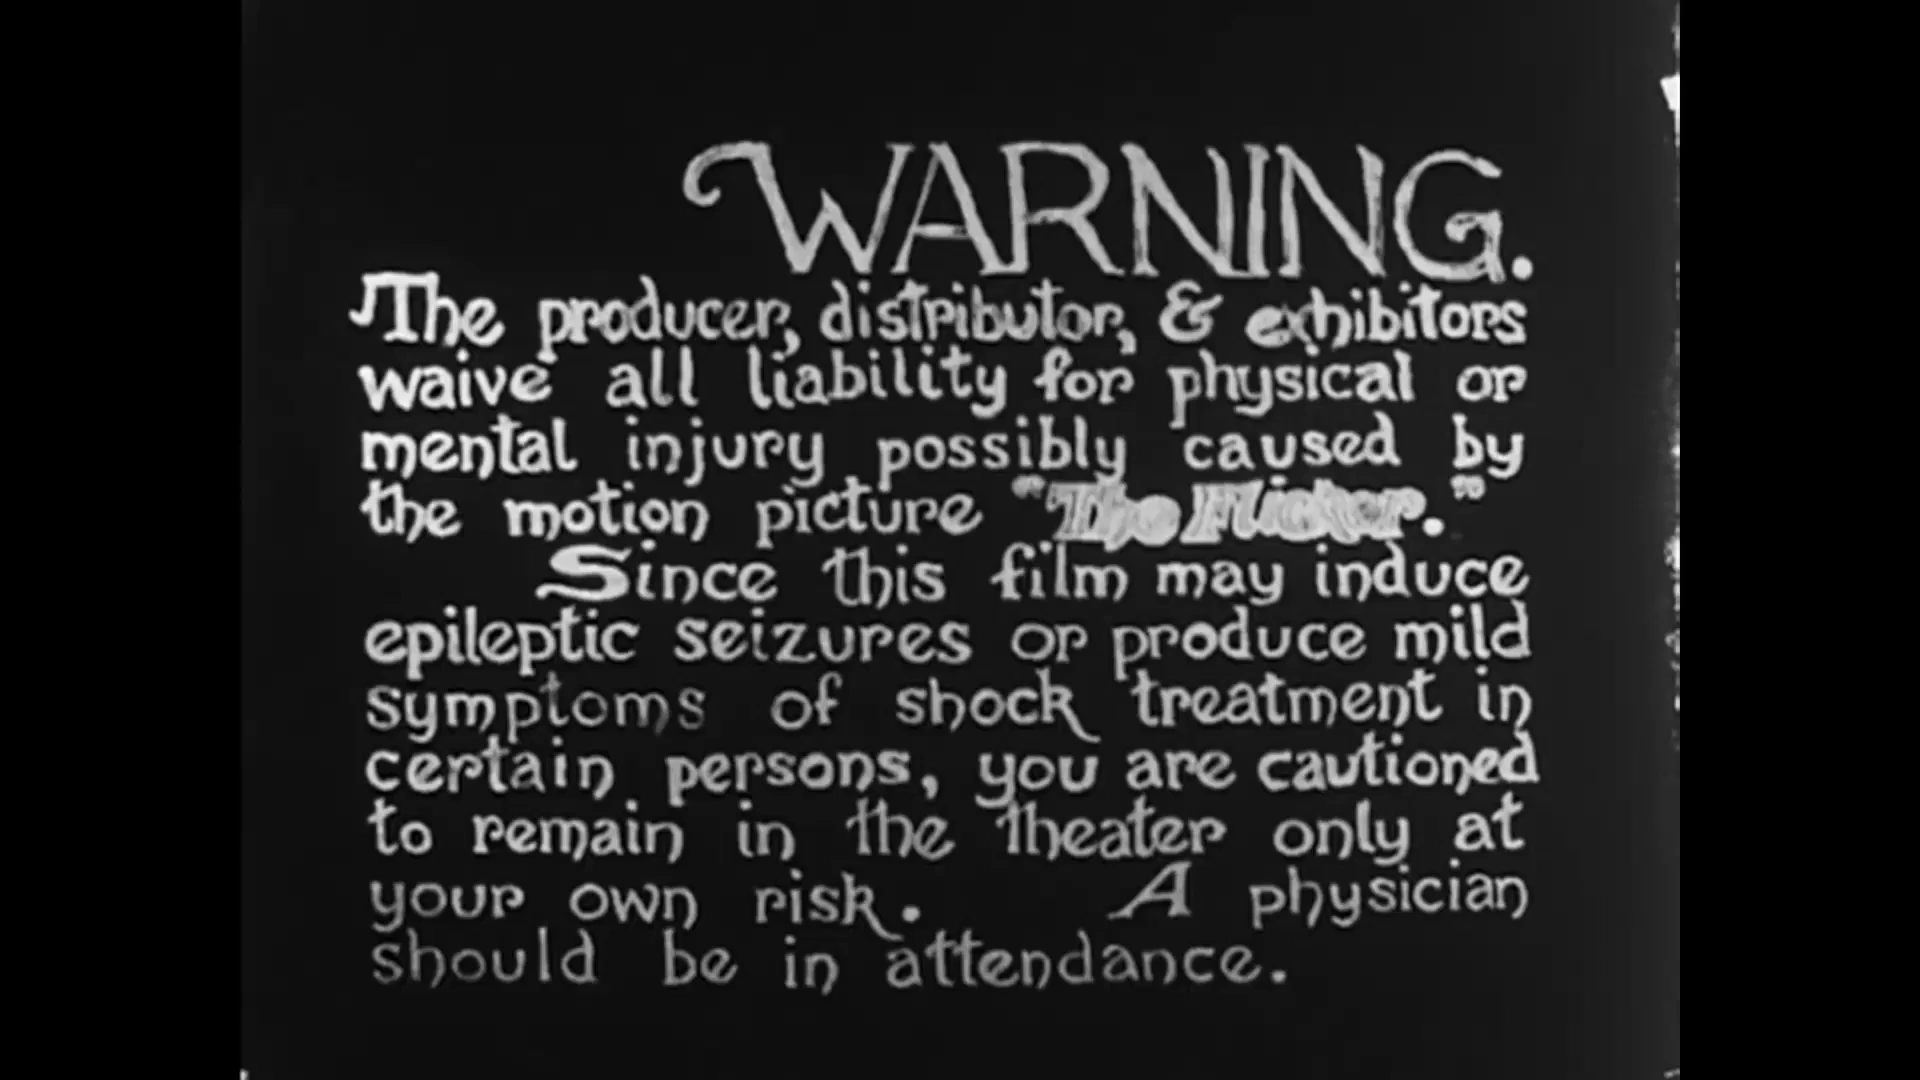 WARNING.
The producer, distributor, & exhibitors
waive all liability for physical or
mental injury possibly caused by
the motion picture "The Flicker."
Since this film may induce
epileptic seizures or produce mild
symptoms of shock treatment in
certain persons, you are cautioned
to remain in the theater only at
your own risk. A physician
should be in attendance.